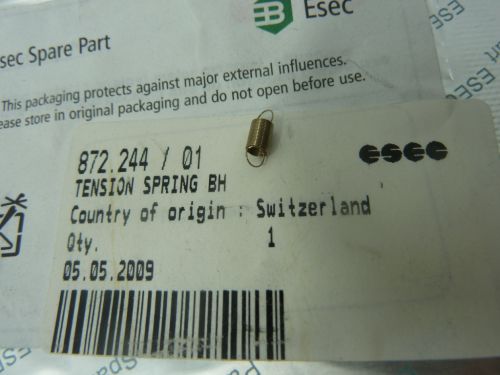 Esec
sec Spare Part
This packaging protects against major external influences.
ease store in original packaging and do not open before use.
872.244 / 01
esec
TENSION SPRING BH
Country of origin : Switzerland
Qty. 1
05.05.2009